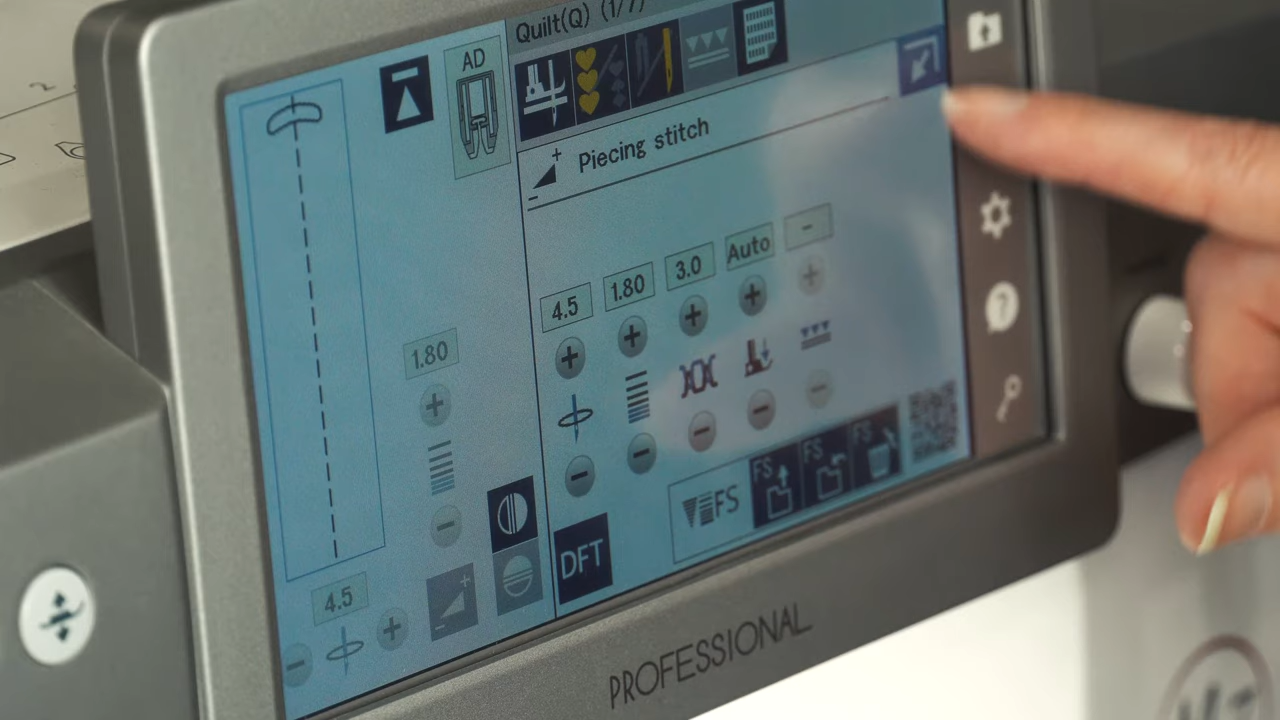 Quilt(Q) (1/7)
AD
Piecing stitch
4.5 1.80 3.0 Auto -
1.80
4.5
DFT
FS FS FS FS
PROFESSIONAL